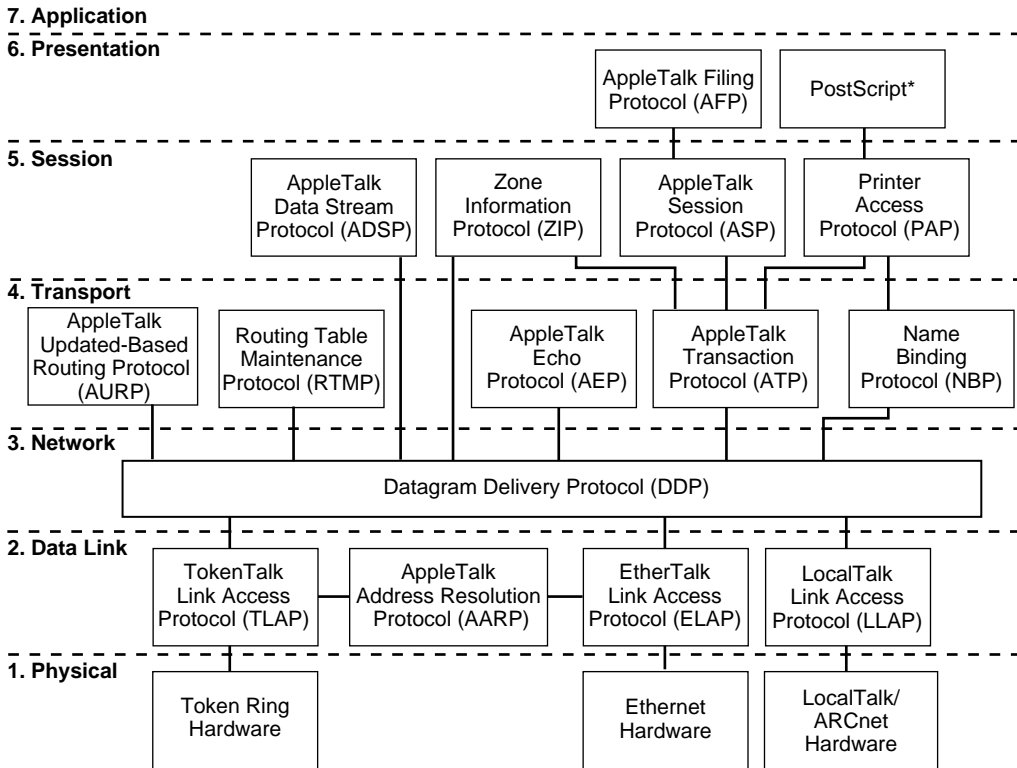 7. Application
6. Presentation
AppleTalk Filing
Protocol (AFP)
PostScript*
5. Session
AppleTalk
Data Stream
Protocol (ADSP)
Zone
Information
Protocol (ZIP)
AppleTalk
Session
Protocol (ASP)
Printer
Access
Protocol (PAP)
4. Transport
AppleTalk
Updated-Based
Routing Protocol
(AURP)
Routing Table
Maintenance
Protocol (RTMP)
AppleTalk
Echo
Protocol (AEP)
AppleTalk
Transaction
Protocol (ATP)
Name
Binding
Protocol (NBP)
3. Network
Datagram Delivery Protocol (DDP)
2. Data Link
TokenTalk
Link Access
Protocol (TLAP)
AppleTalk
Address Resolution
Protocol (AARP)
EtherTalk
Link Access
Protocol (ELAP)
LocalTalk
Link Access
Protocol (LLAP)
1. Physical
Token Ring
Hardware
Ethernet
Hardware
LocalTalk/
ARCnet
Hardware